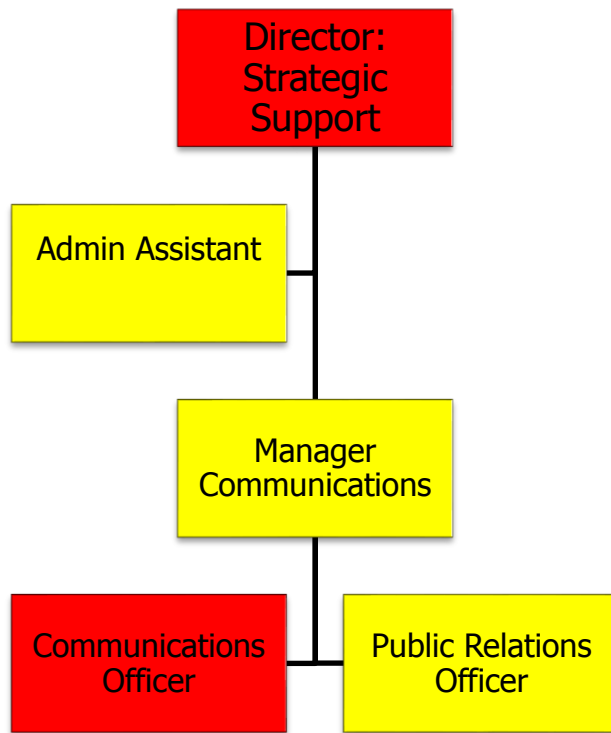 Director:
Strategic
Support
Admin Assistant
Manager
Communications
Communications
Officer
Public Relations
Officer